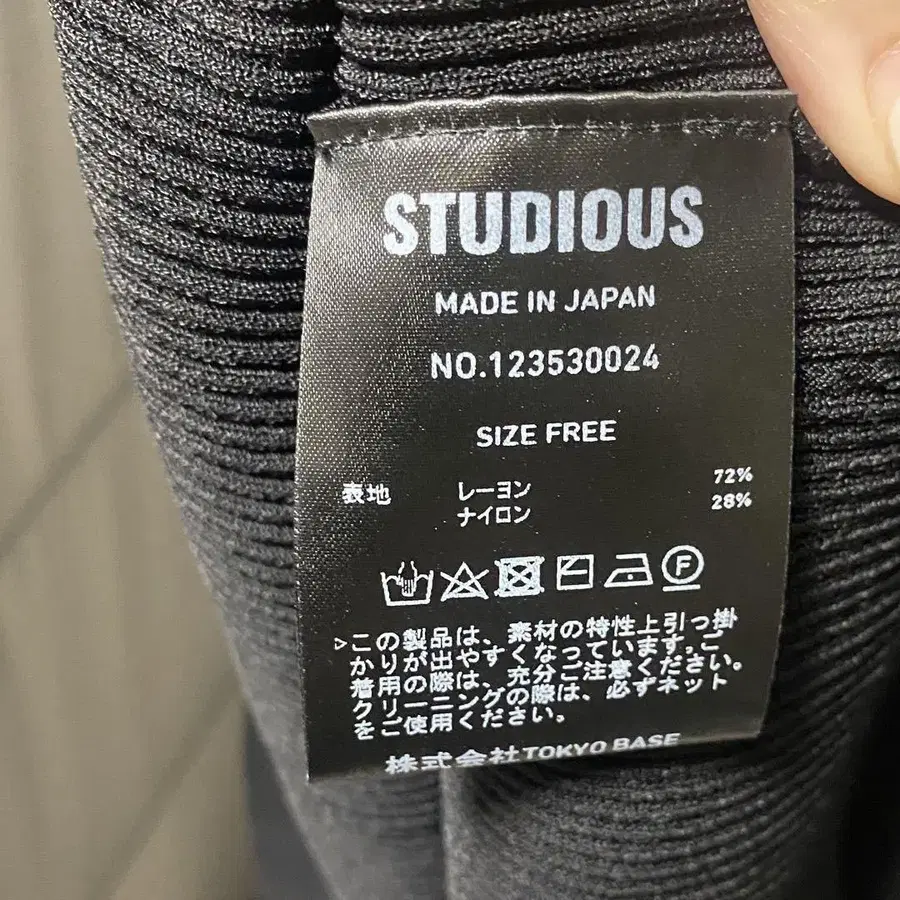 STUDIOUS
MADE IN JAPAN
NO.123530024
SIZE FREE
表地 レーヨン 72%
ナイロン 28%
F
▷この製品は、素材の特性上引っ掛
かりが出やすくなっています。ご
着用の際は、充分ご注意ください。
クリーニングの際は、必ずネット
をご使用ください。
株式会社TOKYO BASE